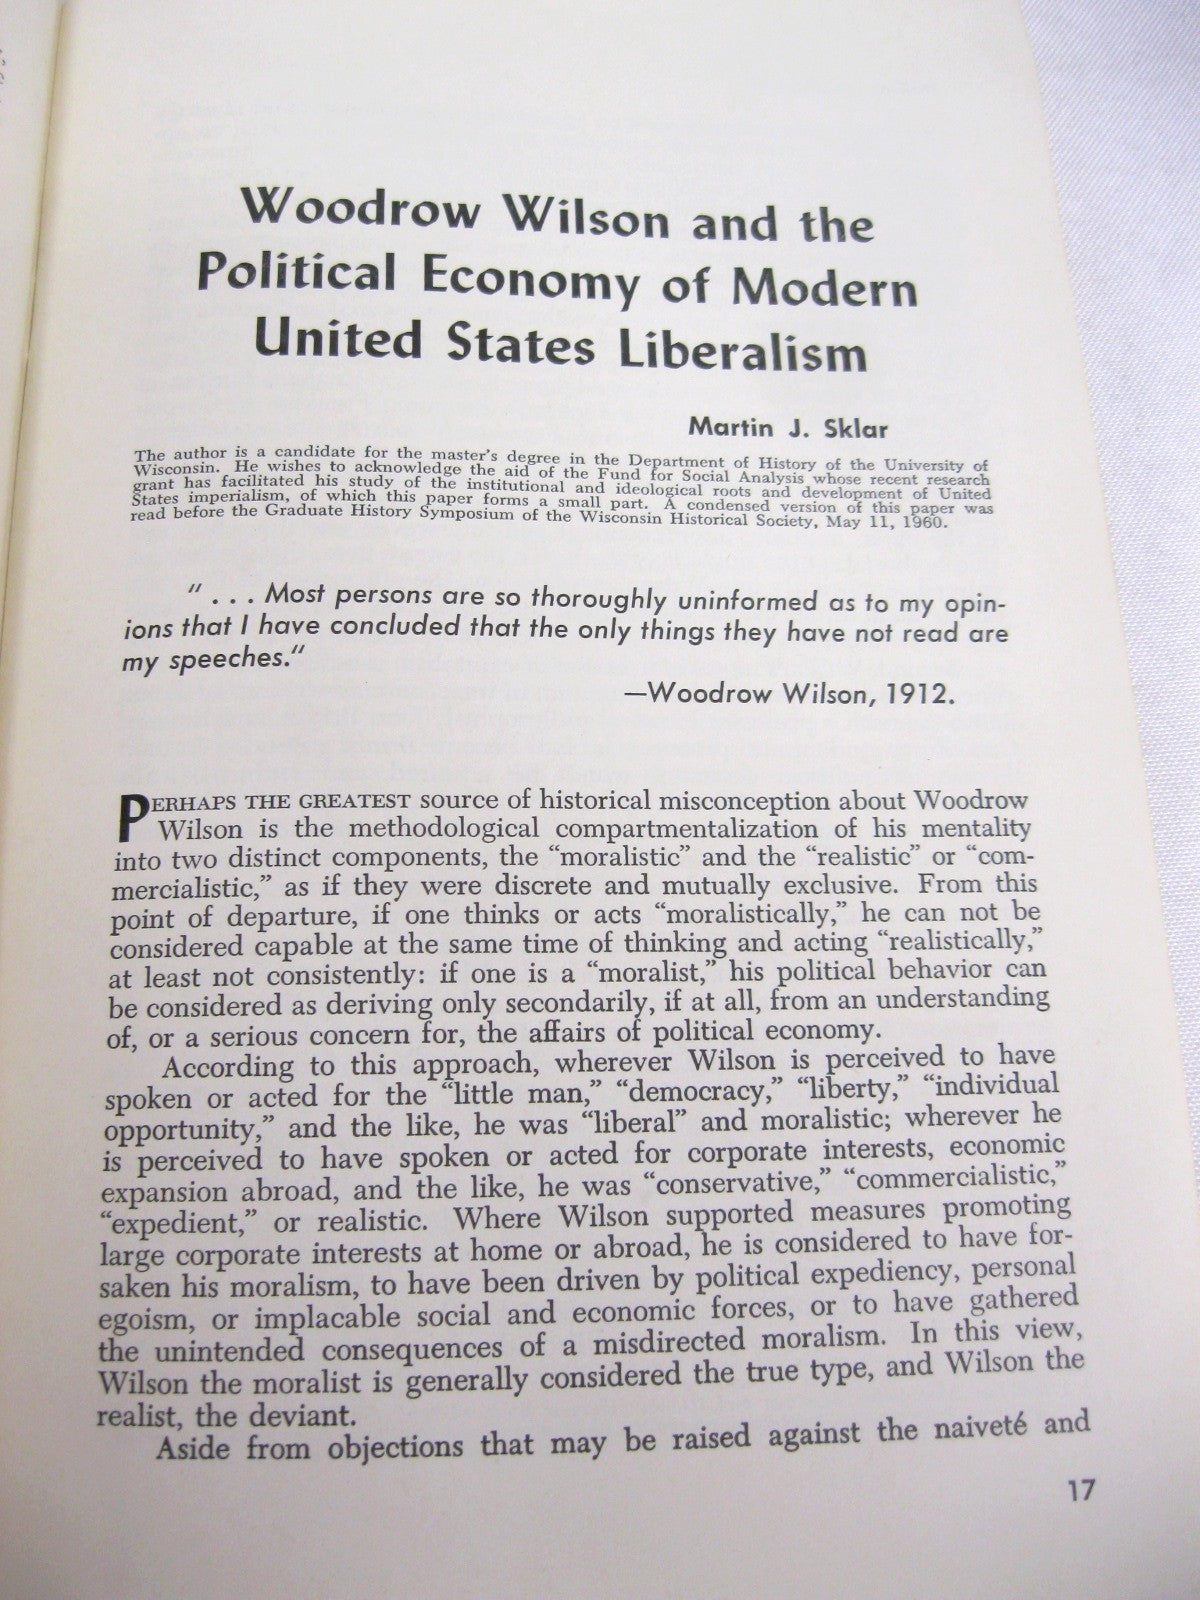 Woodrow Wilson and the
Political Economy of Modern
United States Liberalism
Martin J. Sklar
The author is a candidate for the master's degree in the Department of History of the University of
Wisconsin. He wishes to acknowledge the aid of the Fund for Social Analysis whose recent research
grant has facilitated his study of the institutional and ideological roots and development of United
States imperialism, of which this paper forms a small part. A condensed version of this paper was
read before the Graduate History Symposium of the Wisconsin Historical Society, May 11, 1960.
". . . Most persons are so thoroughly uninformed as to my opin-
ions that I have concluded that the only things they have not read are
my speeches."
—Woodrow Wilson, 1912.
PERHAPS THE GREATEST source of historical misconception about Woodrow
Wilson is the methodological compartmentalization of his mentality
into two distinct components, the “moralistic” and the “realistic” or “com-
mercialistic,” as if they were discrete and mutually exclusive. From this
point of departure, if one thinks or acts “moralistically,” he can not be
considered capable at the same time of thinking and acting “realistically,”
at least not consistently: if one is a “moralist,” his political behavior can
be considered as deriving only secondarily, if at all, from an understanding
of, or a serious concern for, the affairs of political economy.
According to this approach, wherever Wilson is perceived to have
spoken or acted for the “little man,” “democracy,” “liberty,” “individual
opportunity,” and the like, he was “liberal” and moralistic; wherever he
is perceived to have spoken or acted for corporate interests, economic
expansion abroad, and the like, he was “conservative,” “commercialistic,”
“expedient,” or realistic. Where Wilson supported measures promoting
large corporate interests at home or abroad, he is considered to have for-
saken his moralism, to have been driven by political expediency, personal
egoism, or implacable social and economic forces, or to have gathered
the unintended consequences of a misdirected moralism. In this view,
Wilson the moralist is generally considered the true type, and Wilson the
realist, the deviant.
Aside from objections that may be raised against the naiveté and
17